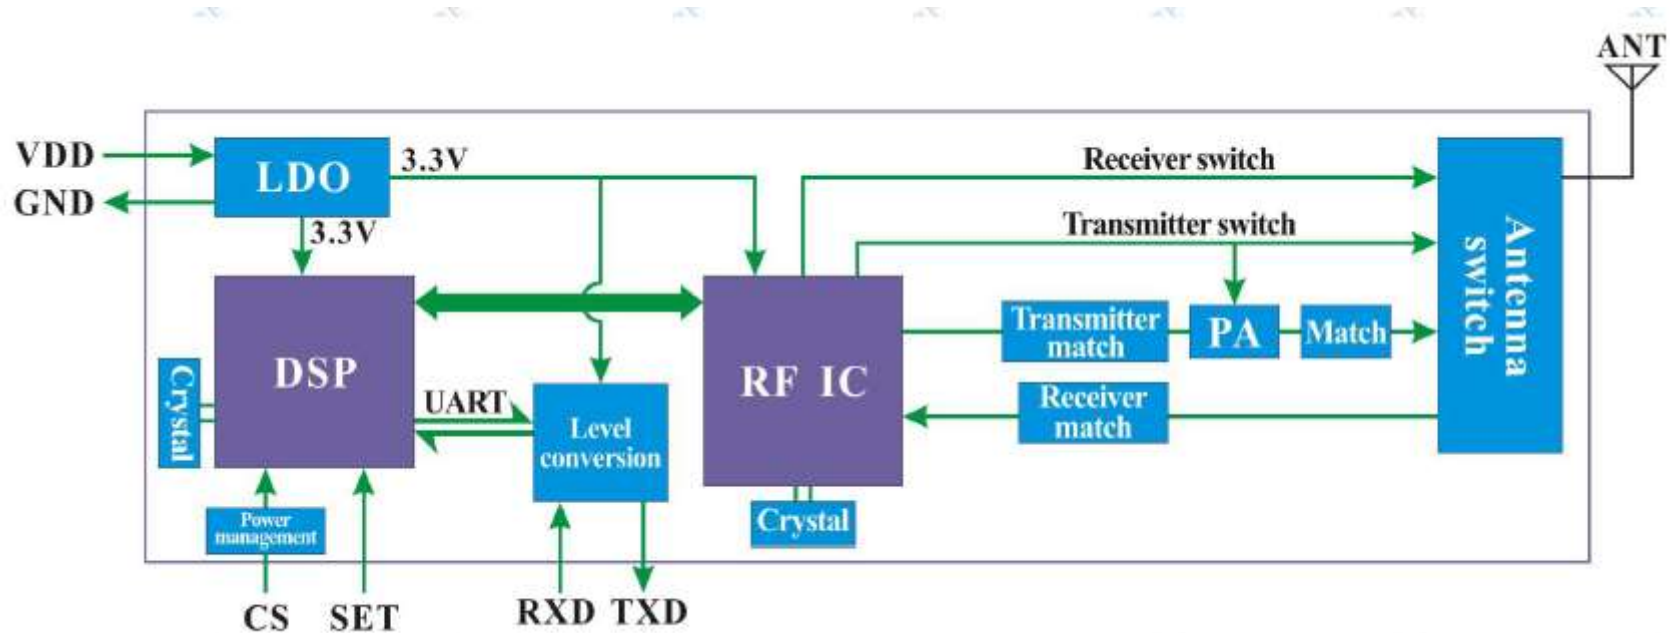 ANT
VDD
GND
LDO
3.3V
3.3V
Receiver switch
Transmitter switch
Antenna
switch
DSP
Crystal
UART
Level
conversion
RF IC
Transmitter
match
PA
Match
Receiver
match
Crystal
Power
management
CS
SET
RXD
TXD